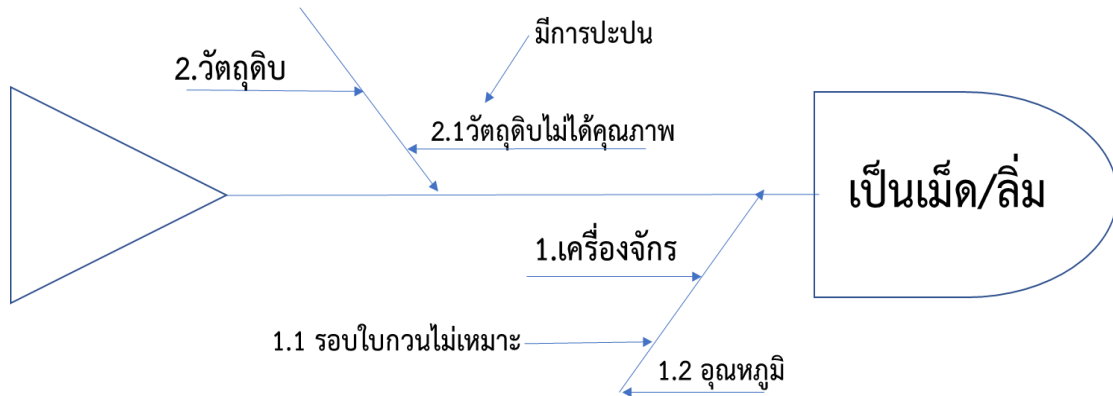 มีการปะปน
2.วัตถุดิบ
2.1วัตถุดิบไม่ได้คุณภาพ
เป็นเม็ด/ลิ่ม
1.เครื่องจักร
1.1 รอบใบกวนไม่เหมาะ
1.2 อุณหภูมิ